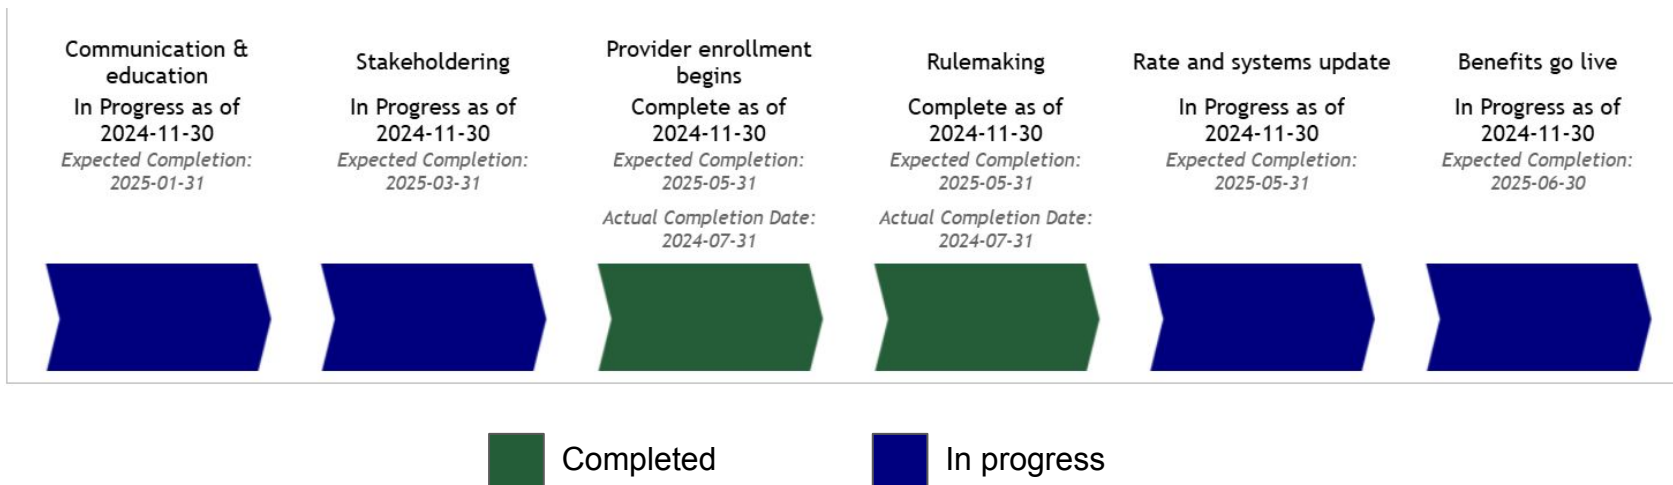 Communication &
education
In Progress as of
2024-11-30
Expected Completion:
2025-01-31
Stakeholdering
In Progress as of
2024-11-30
Expected Completion:
2025-03-31
Provider enrollment
begins
Complete as of
2024-11-30
Expected Completion:
2025-05-31
Actual Completion Date:
2024-07-31
Rulemaking
Complete as of
2024-11-30
Expected Completion:
2025-05-31
Actual Completion Date:
2024-07-31
Rate and systems update
In Progress as of
2024-11-30
Expected Completion:
2025-05-31
Benefits go live
In Progress as of
2024-11-30
Expected Completion:
2025-06-30
Completed
In progress